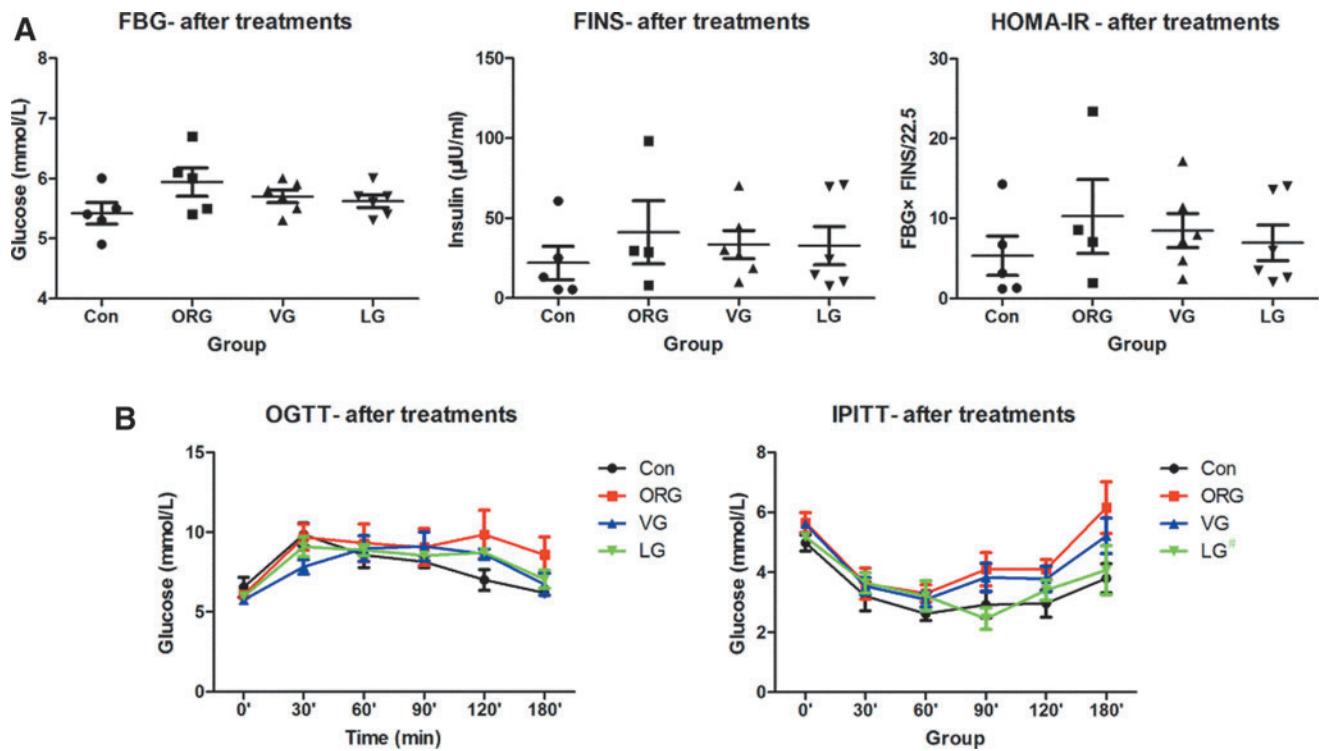 A
FBG- after treatments
Glucose (mmol/L)
8
7
6
5
4
Con ORG VG LG
Group
FINS- after treatments
Insulin (µIU/ml)
150
100
50
0
Con ORG VG LG
Group
HOMA-IR - after treatments
FBG× FINS/22.5
30
20
10
0
Con ORG VG LG
Group
B
OGTT- after treatments
Glucose (mmol/L)
15
10
5
0
0' 30' 60' 90' 120' 180'
Time (min)
Con
ORG
VG
LG
IPITT- after treatments
Glucose (mmol/L)
8
6
4
2
0
0' 30' 60' 90' 120' 180'
Group
Con
ORG
VG
LG#